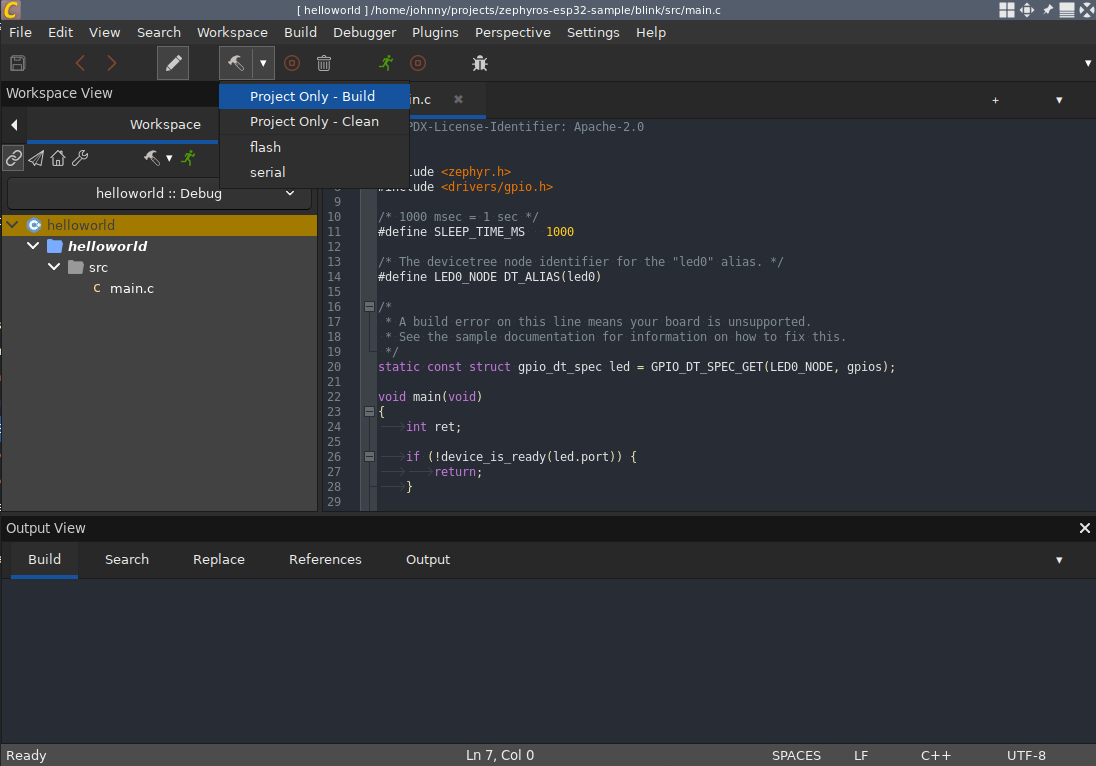 C
[ helloworld ] /home/johnny/projects/zephyros-esp32-sample/blink/src/main.c
File Edit View Search Workspace Build Debugger Plugins Perspective Settings Help
Workspace View
Workspace
helloworld :: Debug
helloworld
helloworld
src
C main.c
Project Only - Build
Project Only - Clean
flash
serial
in.c
+
PDX-License-Identifier: Apache-2.0
ude <zephyr.h>
8 #include <drivers/gpio.h>
9
10 /* 1000 msec = 1 sec */
11 #define SLEEP_TIME_MS   1000
12
13 /* The devicetree node identifier for the "led0" alias. */
14 #define LED0_NODE DT_ALIAS(led0)
15
16 /*
17 * A build error on this line means your board is unsupported.
18 * See the sample documentation for information on how to fix this.
19 */
20 static const struct gpio_dt_spec led = GPIO_DT_SPEC_GET(LED0_NODE, gpios);
21
22 void main(void)
23 {
24 int ret;
25
26 if (!device_is_ready(led.port)) {
27 return;
28 }
29
Output View
Build Search Replace References Output
Ready Ln 7, Col 0 SPACES LF C++ UTF-8